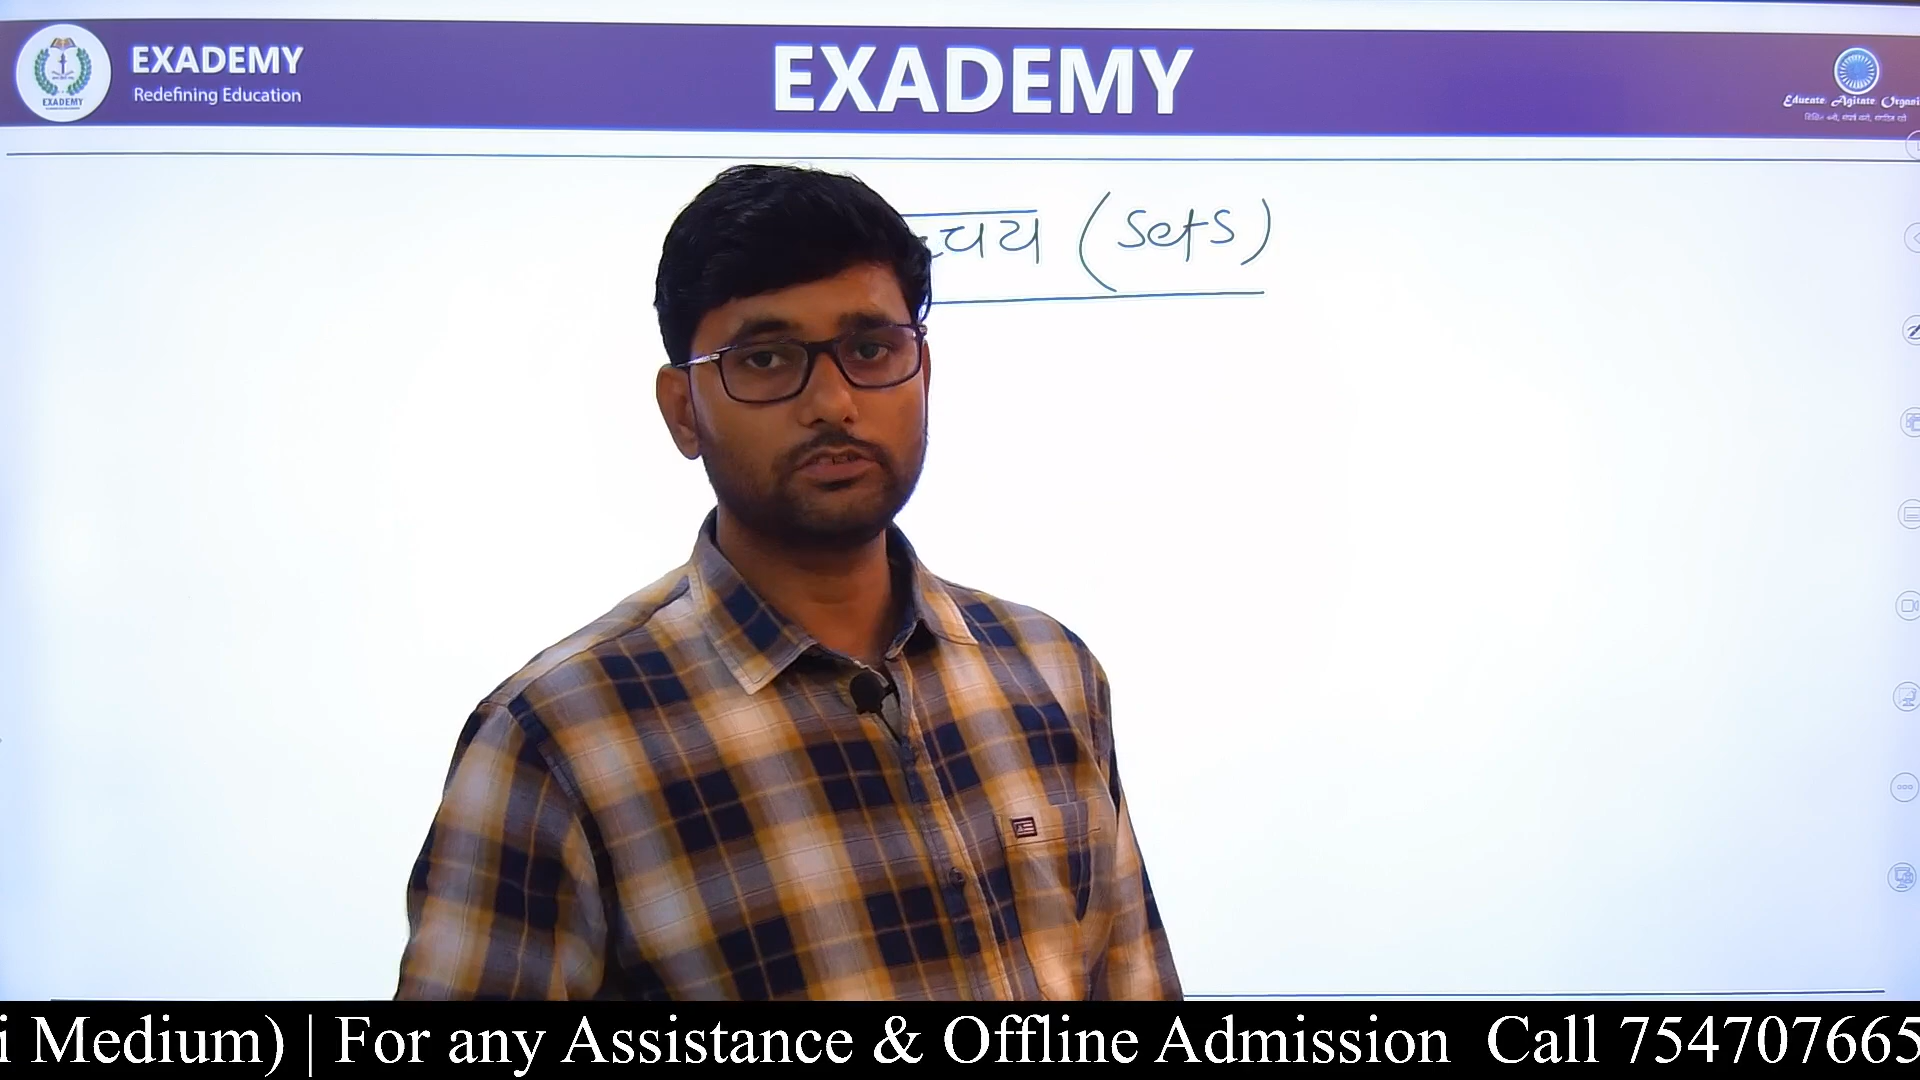 EXADEMY
Redefining Education
EXADEMY
EXADEMY
Educate Agitate Organi
चय (Sets)
i Medium) | For any Assistance & Offline Admission Call 754707665